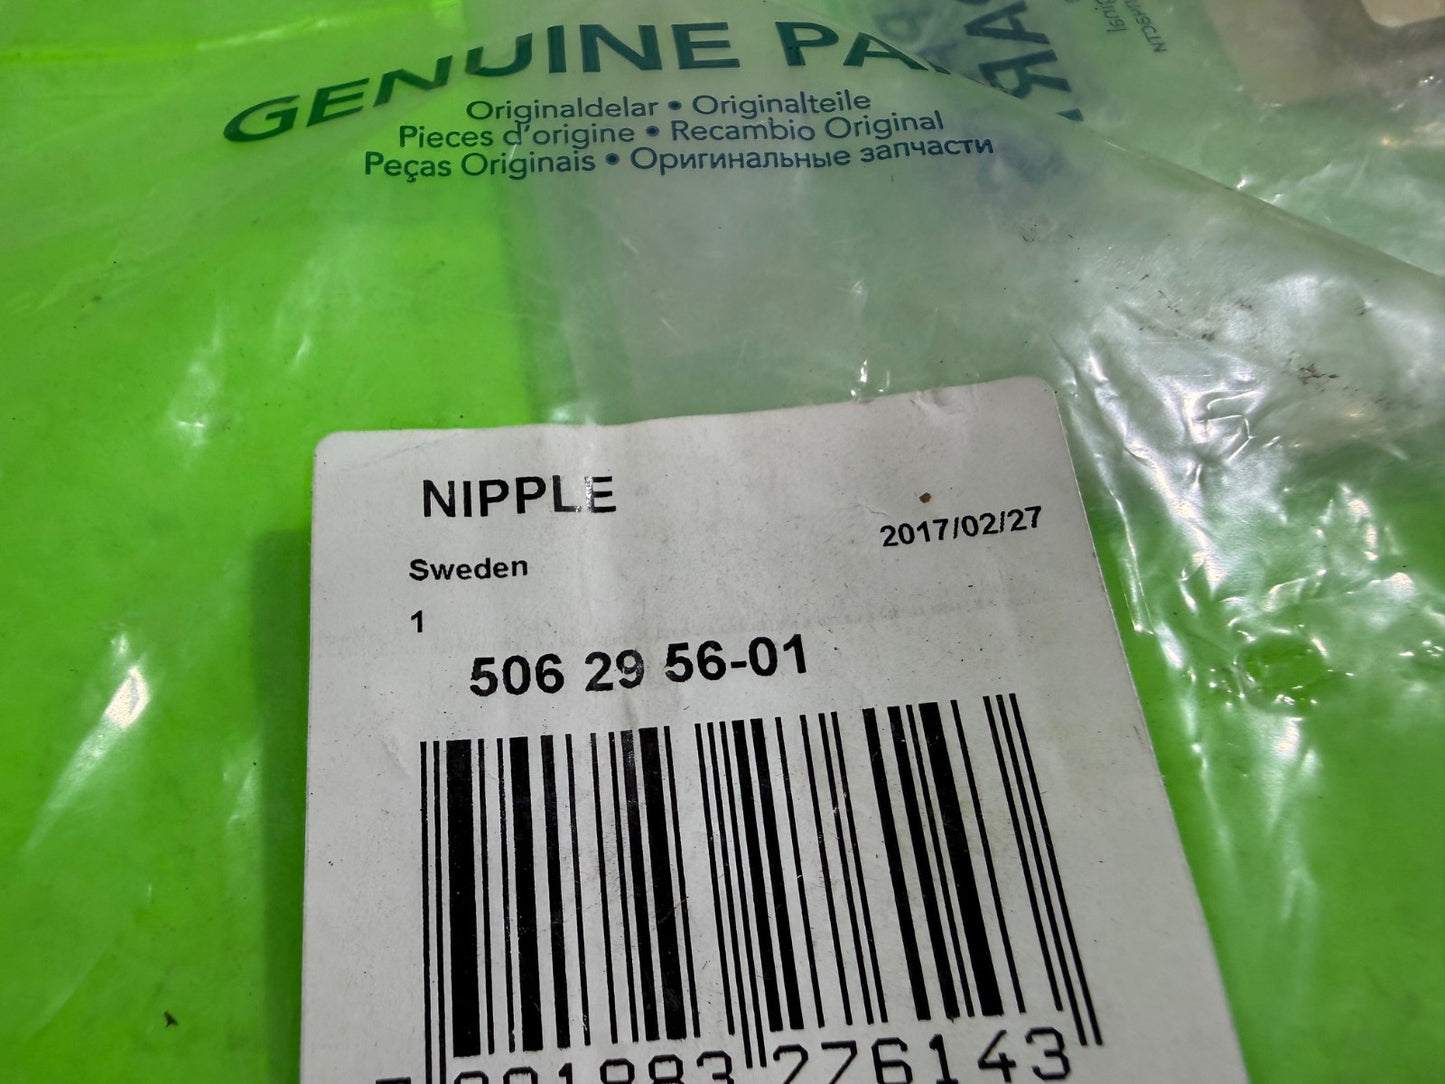 GENUINE PA
Originaldelar • Originalteile
Pieces d'origine • Recambio Original
Peças Originais • Оригинальные запчасти
NIPPLE
2017/02/27
Sweden
1
506 29 56-01
276143